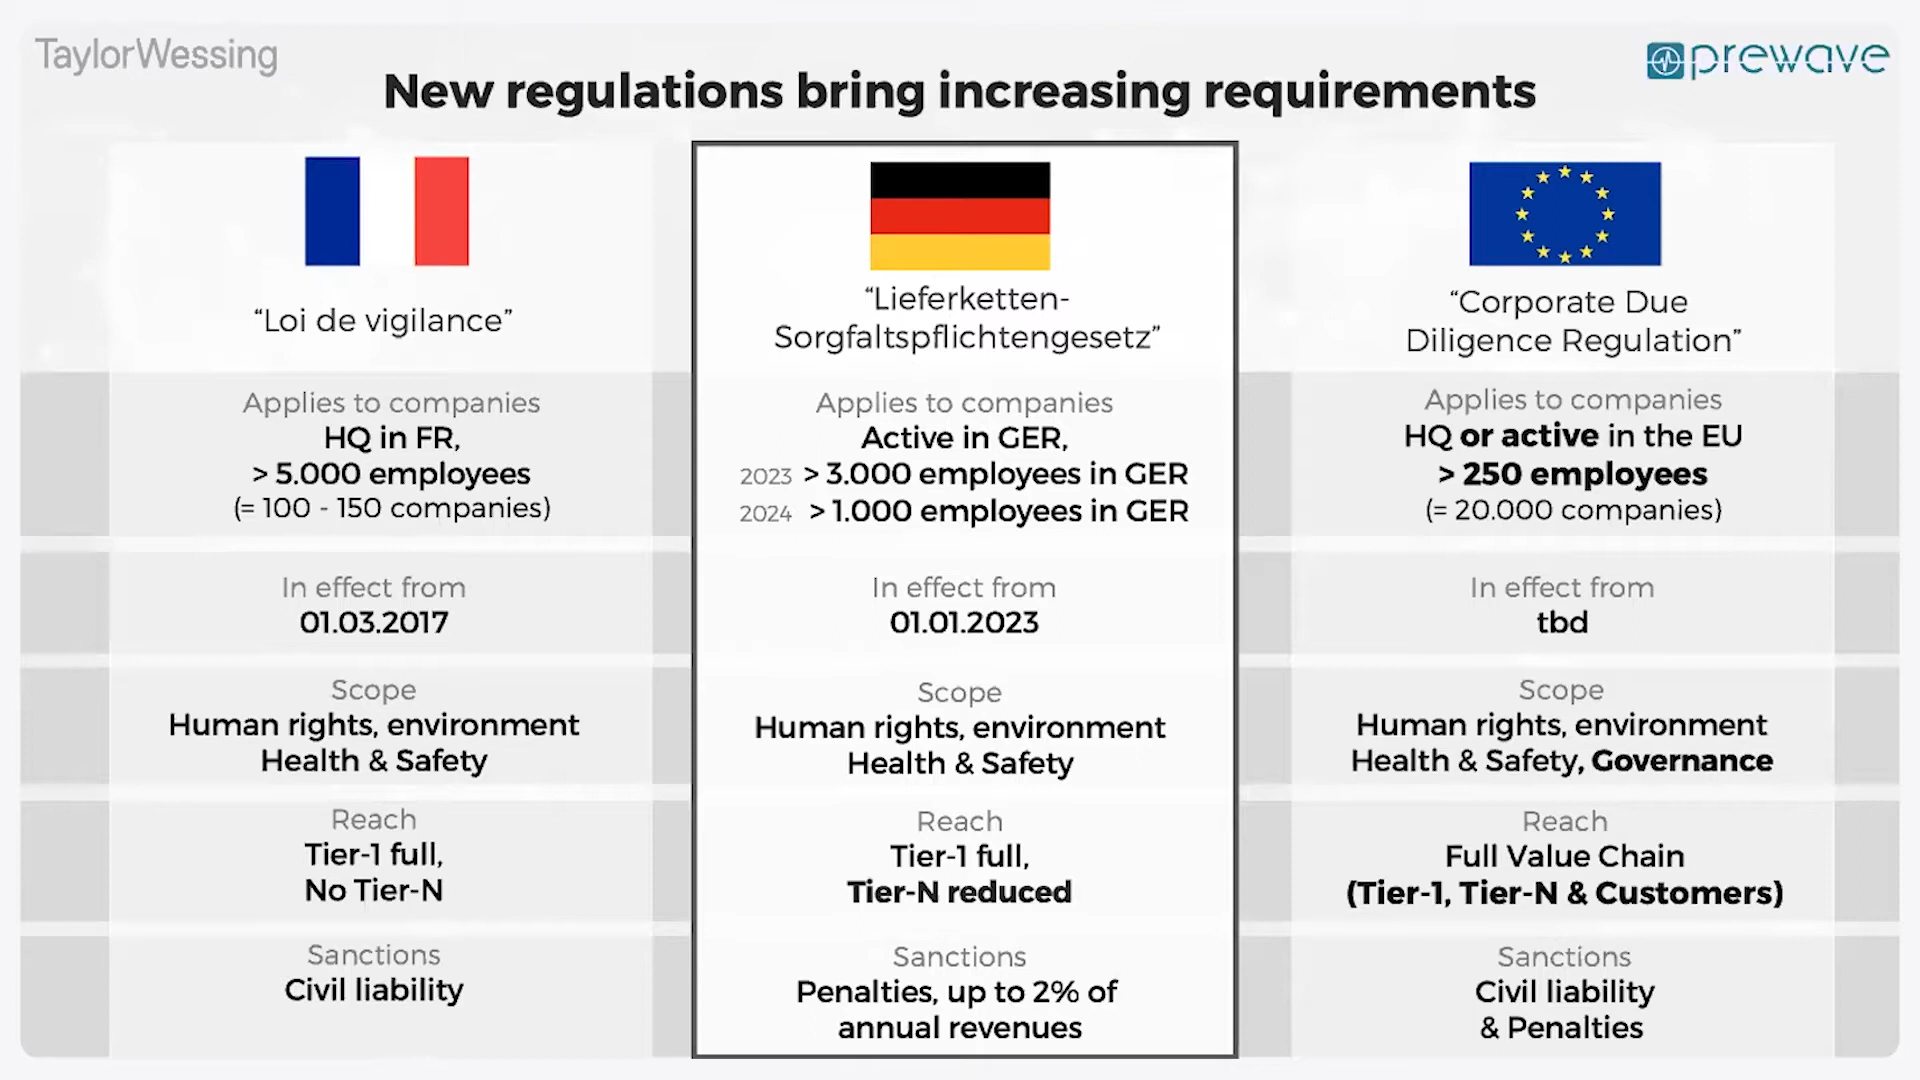 TaylorWessing
prewave
New regulations bring increasing requirements
“Loi de vigilance”
Applies to companies
HQ in FR,
> 5.000 employees
(= 100 - 150 companies)
In effect from
01.03.2017
Scope
Human rights, environment
Health & Safety
Reach
Tier-1 full,
No Tier-N
Sanctions
Civil liability
“Lieferketten-
Sorgfaltspflichtengesetz”
Applies to companies
Active in GER,
2023 > 3.000 employees in GER
2024 > 1.000 employees in GER
In effect from
01.01.2023
Scope
Human rights, environment
Health & Safety
Reach
Tier-1 full,
Tier-N reduced
Sanctions
Penalties, up to 2% of
annual revenues
“Corporate Due
Diligence Regulation”
Applies to companies
HQ or active in the EU
> 250 employees
(= 20.000 companies)
In effect from
tbd
Scope
Human rights, environment
Health & Safety, Governance
Reach
Full Value Chain
(Tier-1, Tier-N & Customers)
Sanctions
Civil liability
& Penalties